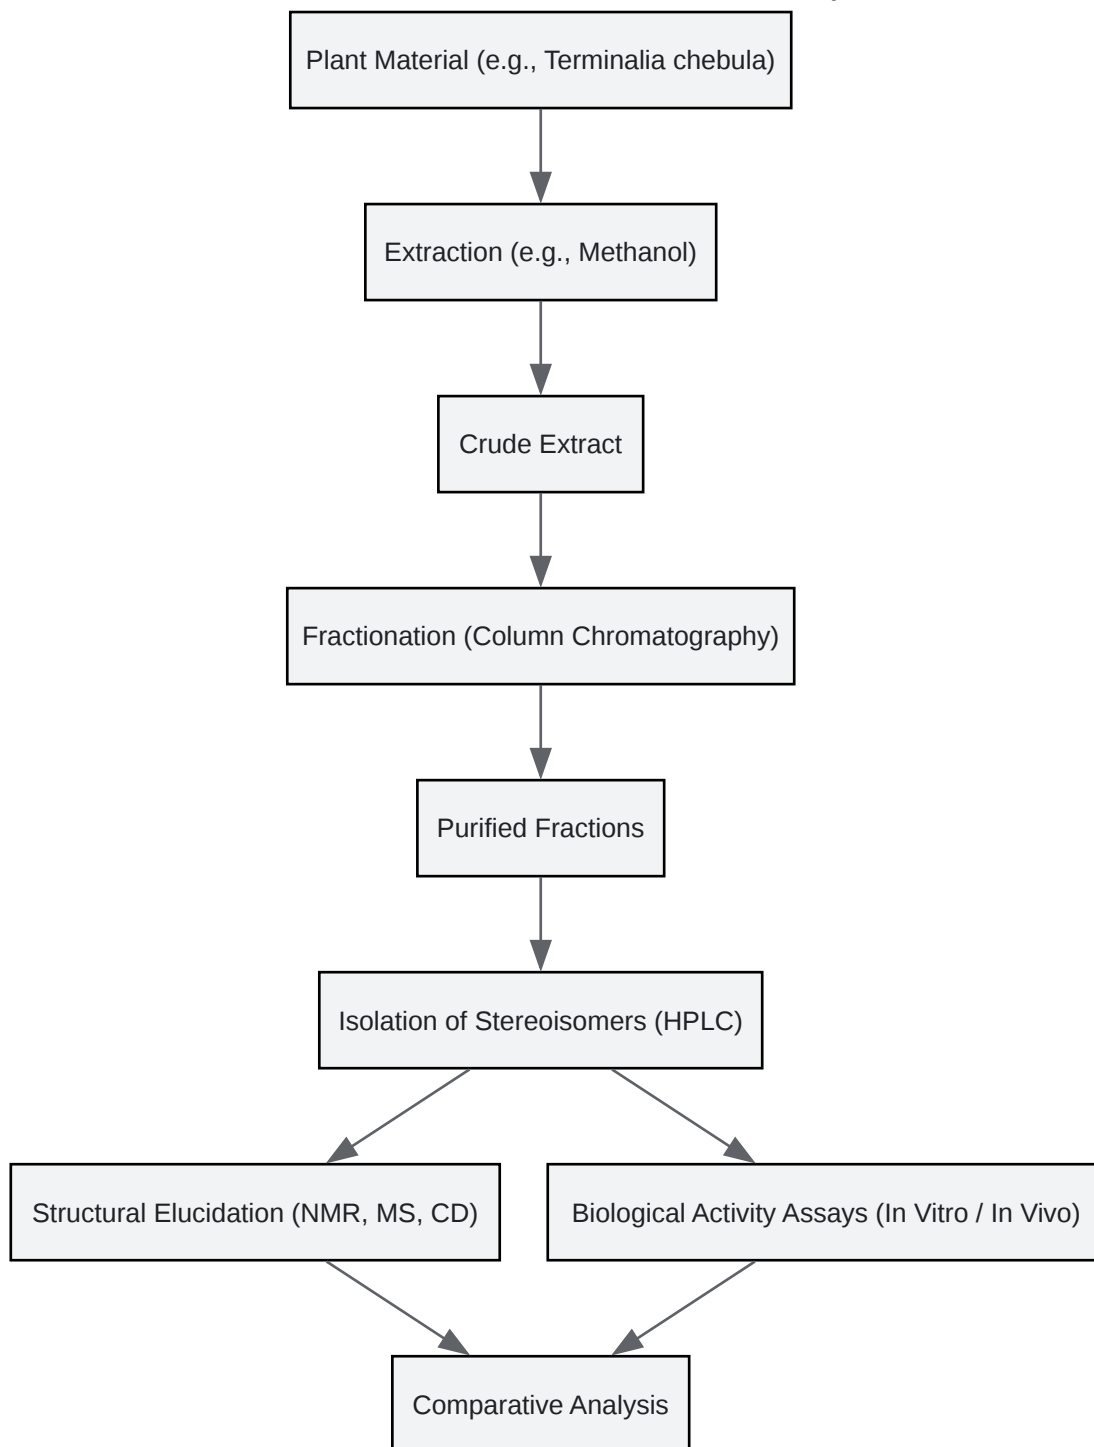 Plant Material (e.g., Terminalia chebula)
Extraction (e.g., Methanol)
Crude Extract
Fractionation (Column Chromatography)
Purified Fractions
Isolation of Stereoisomers (HPLC)
Structural Elucidation (NMR, MS, CD)
Biological Activity Assays (In Vitro / In Vivo)
Comparative Analysis